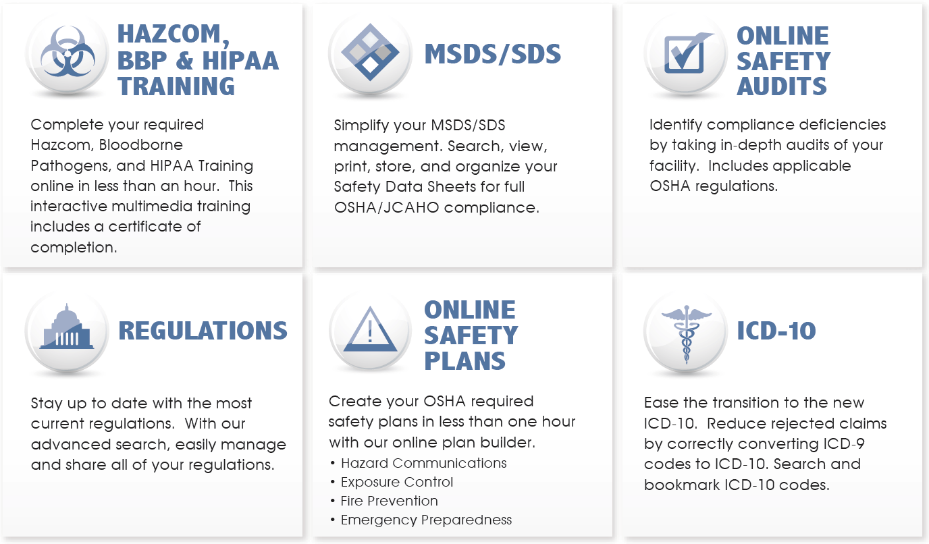 HAZCOM,
BBP & HIPAA
TRAINING
Complete your required
Hazcom, Bloodborne
Pathogens, and HIPAA Training
online in less than an hour.  This
interactive multimedia training
includes a certificate of
completion.
MSDS/SDS
Simplify your MSDS/SDS
management. Search, view,
print, store, and organize your
Safety Data Sheets for full
OSHA/JCAHO compliance.
ONLINE
SAFETY
AUDITS
Identify compliance deficiencies
by taking in-depth audits of your
facility.  Includes applicable
OSHA regulations.
REGULATIONS
Stay up to date with the most
current regulations.  With our
advanced search, easily manage
and share all of your regulations.
ONLINE
SAFETY
PLANS
Create your OSHA required
safety plans in less than one hour
with our online plan builder.
• Hazard Communications
• Exposure Control
• Fire Prevention
• Emergency Preparedness
ICD-10
Ease the transition to the new
ICD-10.  Reduce rejected claims
by correctly converting ICD-9
codes to ICD-10. Search and
bookmark ICD-10 codes.